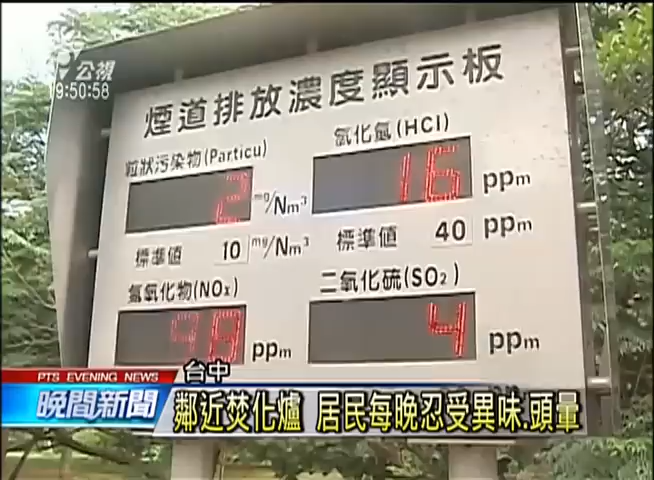 公視
9:50:58
煙道排放濃度顯示板
粒狀污染物(Particu)
2 mg/Nm³
標準值 10 mg/Nm³
氯化氫(HCl)
16 ppm
標準值 40 ppm
氮氧化物(NOx)
98 ppm
二氧化硫(SO2)
4 ppm
PTS EVENING NEWS
晚間新聞
台中
鄰近焚化爐 居民每晚忍受異味.頭暈